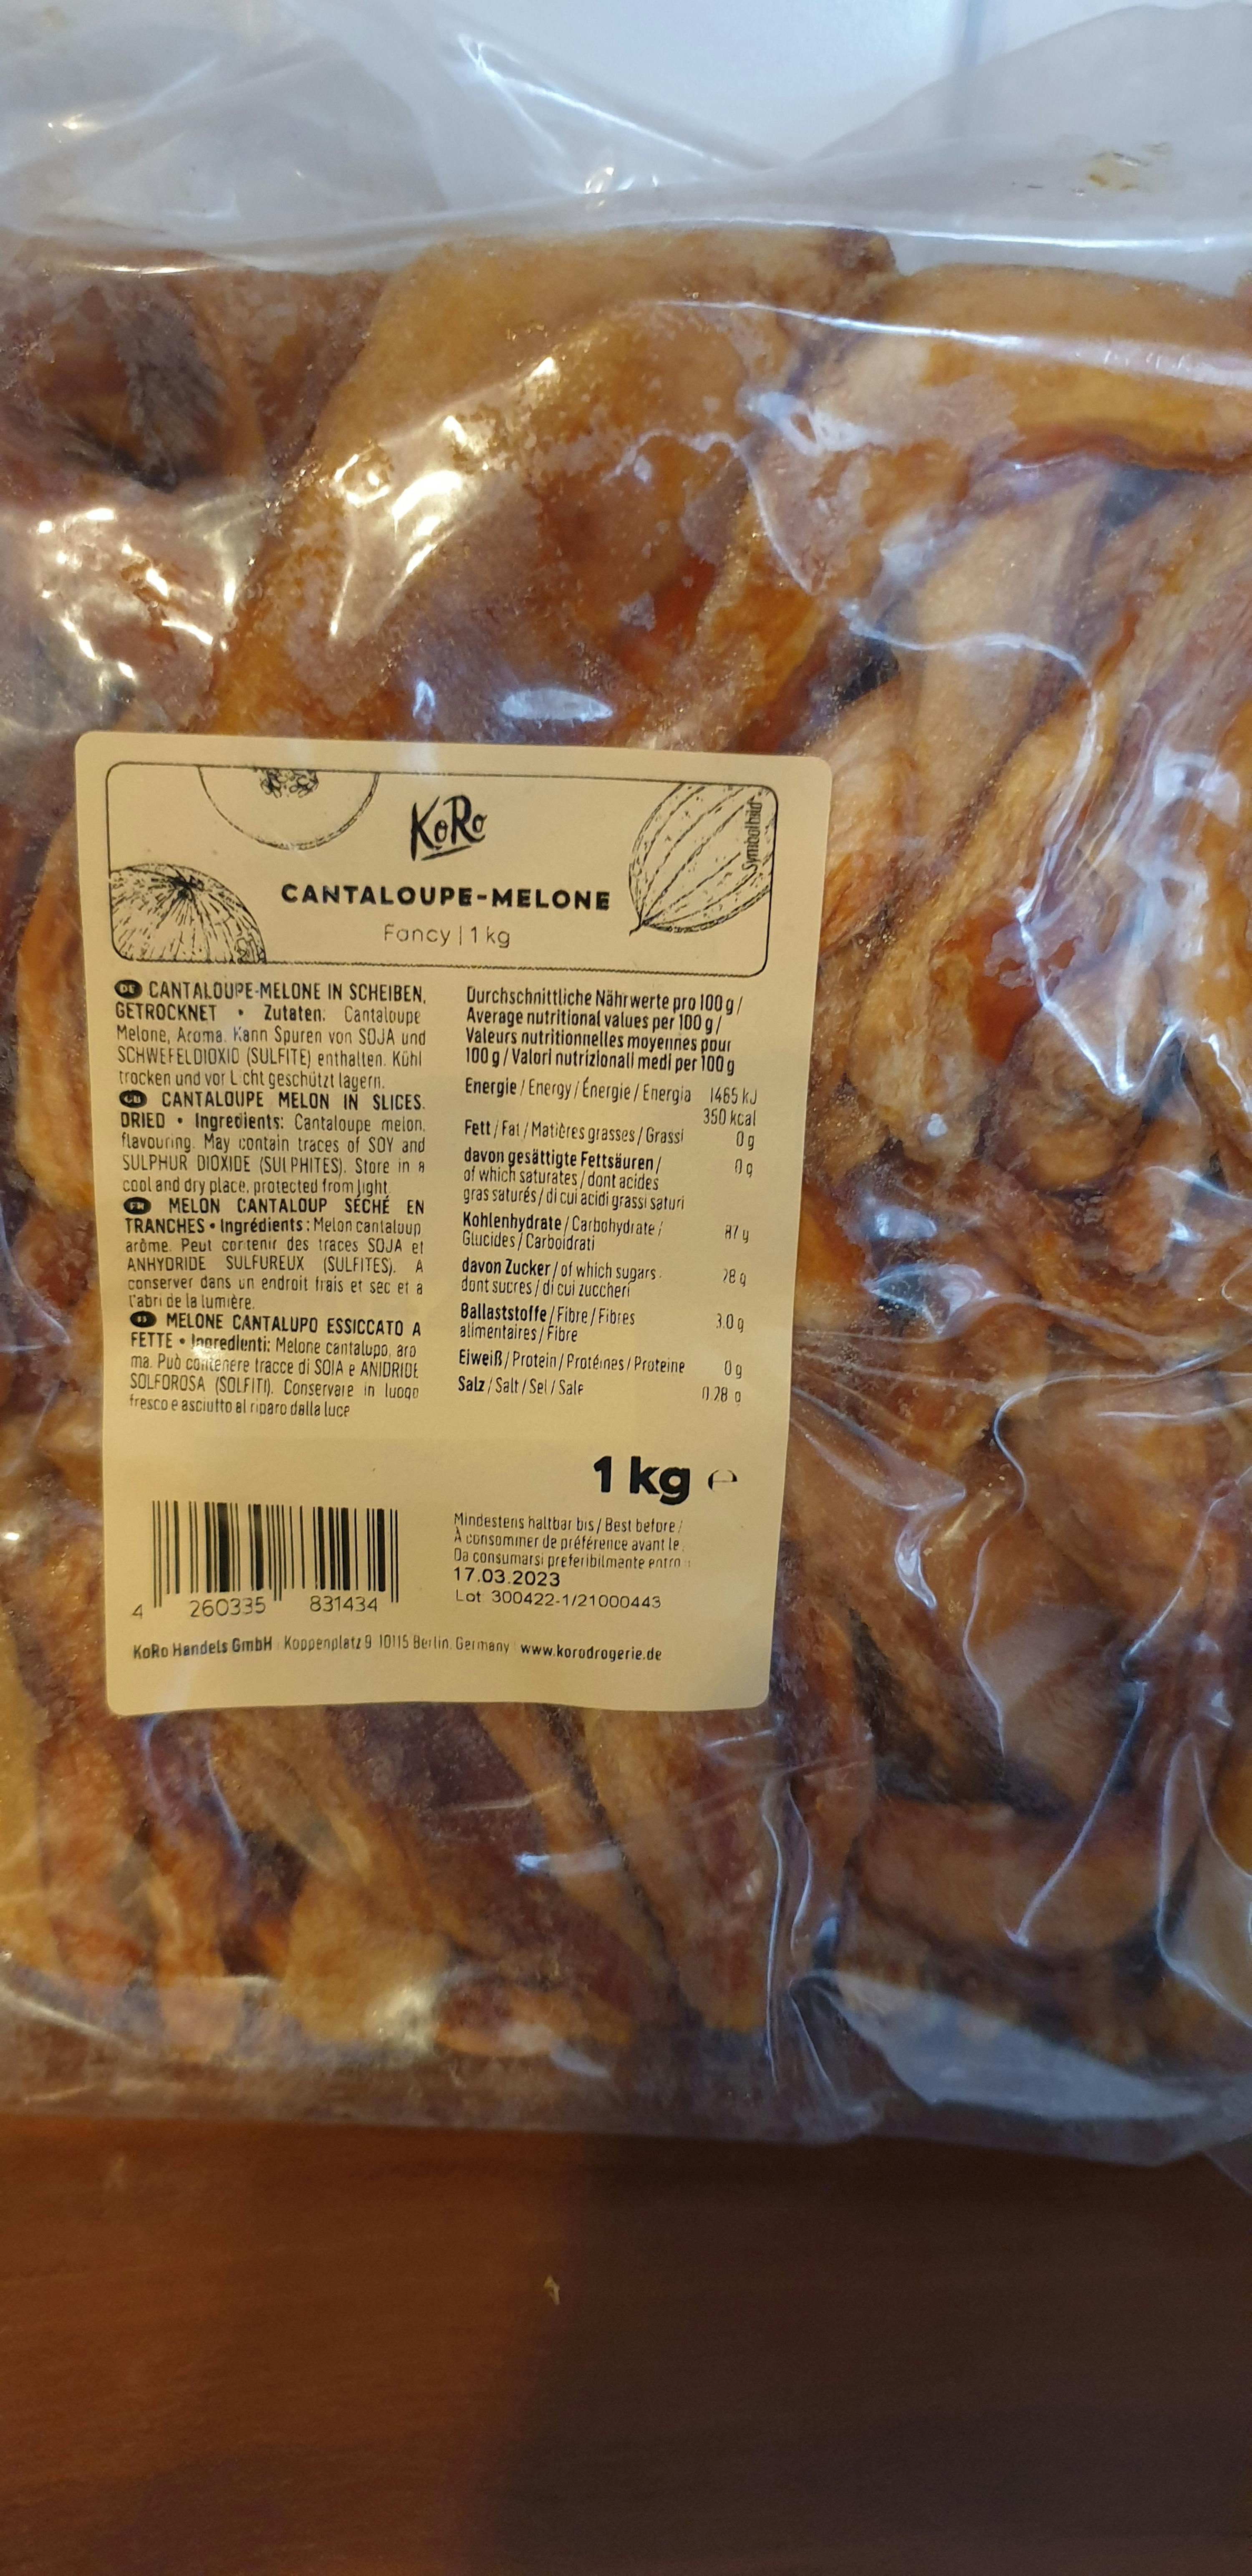 KoRo
Symbolbild
CANTALOUPE-MELONE
Fancy | 1 kg
DE CANTALOUPE-MELONE IN SCHEIBEN,
GETROCKNET • Zutaten: Cantaloupe
Melone, Aroma. Kann Spuren von SOJA und
SCHWEFELDIOXID (SULFITE) enthalten. Kühl
trocken und vor Licht geschützt lagern.
EN CANTALOUPE MELON IN SLICES.
DRIED • Ingredients: Cantaloupe melon,
flavouring. May contain traces of SOY and
SULPHUR DIOXIDE (SULPHITES). Store in a
cool and dry place, protected from light.
MELON CANTALOUP SÉCHÉ EN
TRANCHES • Ingrédients: Melon cantaloup,
arôme. Peut contenir des traces SOJA et
ANHYDRIDE SULFUREUX (SULFITES). A
conserver dans un endroit frais et sec et a
l'abri de la lumière.
MELONE CANTALUPO ESSICCATO A
FETTE • Ingredienti: Melone cantalupo, aro
ma. Può contenere tracce di SOIA e ANIDRIDE
SOLFOROSA (SOLFITI). Conservare in luogo
fresco e asciutto al riparo dalla luce
Durchschnittliche Nährwerte pro 100 g/
Average nutritional values per 100 g/
Valeurs nutritionnelles moyennes pour
100 g / Valori nutrizionali medi per 100 g
Energie / Energy / Énergie / Energia 1465 kJ
350 kcal
Fett / Fat / Matières grasses / Grassi 0 g
davon gesättigte Fettsäuren / 0 g
of which saturates / dont acides
gras saturés / di cui acidi grassi saturi
Kohlenhydrate / Carbohydrate / 87 g
Glucides / Carboidrati
davon Zucker / of which sugars 28 g
dont sucres / di cui zuccheri
Ballaststoffe / Fibre / Fibres 3.0 g
alimentaires / Fibre
Eiweiß / Protein / Protéines / Proteine 0 g
Salz / Salt / Sel / Sale 0.28 g
1 kg e
Mindestens haltbar bis / Best before /
À consommer de préférence avant le
Da consumarsi preferibilmente entro
17.03.2023
Lot: 300422-1/21000443
4 260335 831434
KoRo Handels GmbH | Koppenplatz 9 10115 Berlin, Germany www.korodrogerie.de